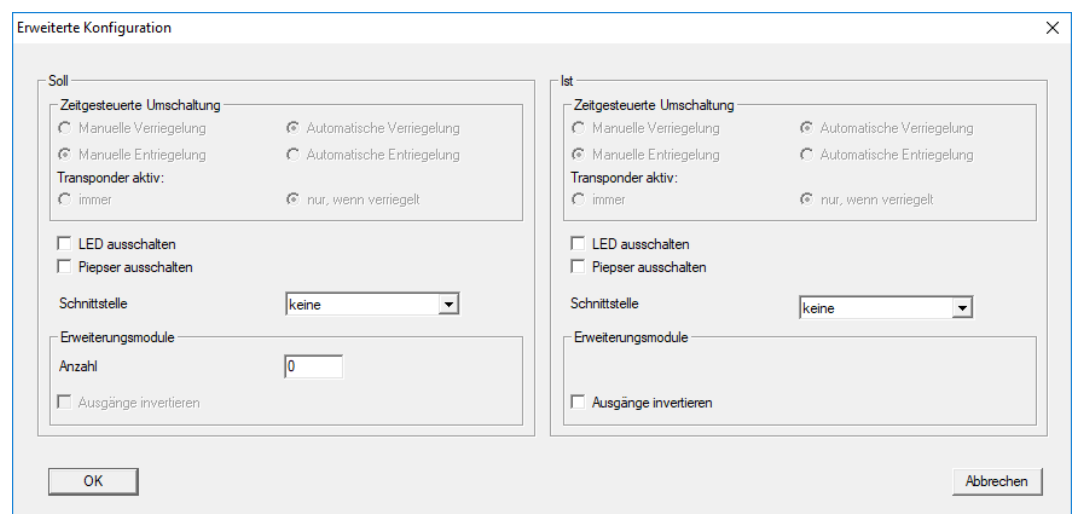 Erweiterte Konfiguration
Soll
Zeitgesteuerte Umschaltung
Manuelle Verriegelung
Automatische Verriegelung
Manuelle Entriegelung
Automatische Entriegelung
Transponder aktiv:
immer
nur, wenn verriegelt
LED ausschalten
Piepser ausschalten
Schnittstelle
keine
Erweiterungsmodule
Anzahl
0
Ausgänge invertieren
Ist
Zeitgesteuerte Umschaltung
Manuelle Verriegelung
Automatische Verriegelung
Manuelle Entriegelung
Automatische Entriegelung
Transponder aktiv:
immer
nur, wenn verriegelt
LED ausschalten
Piepser ausschalten
Schnittstelle
keine
Erweiterungsmodule
Ausgänge invertieren
OK
Abbrechen